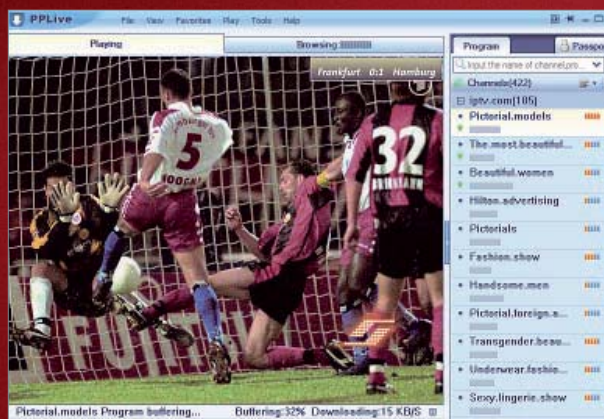 PPLive
File View Favorites Play Tools Help
Playing
Browsing
Program
Passpo
Input the name of channel,pro...
Channels(422)
iptv.com(105)
Pictorial.models
The.most.beautiful...
Beautiful.women
Hilton.advertising
Pictorials
Fashion.show
Handsome.men
Pictorial.foreign.a...
Transgender.beau...
Underwear.fashio...
Sexy.lingerie.show
Frankfurt 0:1 Hamburg
5
HOOGMA
32
FURT
Pictorial.models Program buffering... Buffering:32% Downloading:15 KB/S